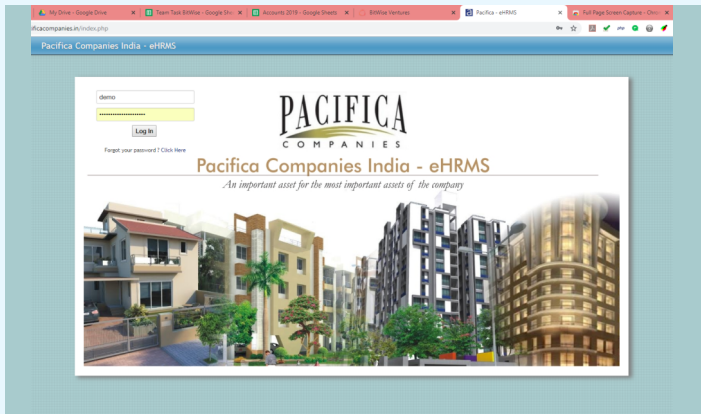 My Drive - Google Drive
Team Task BitWise - Google She
Accounts 2019 - Google Sheets
BitWise Ventures
Pacifica - eHRMS
Full Page Screen Capture - Chro
ificacompanies.in/index.php
Pacifica Companies India - eHRMS
demo
Log In
Forgot your password ? Click Here
PACIFICA
COMPANIES
Pacifica Companies India - eHRMS
An important asset for the most important assets of the company